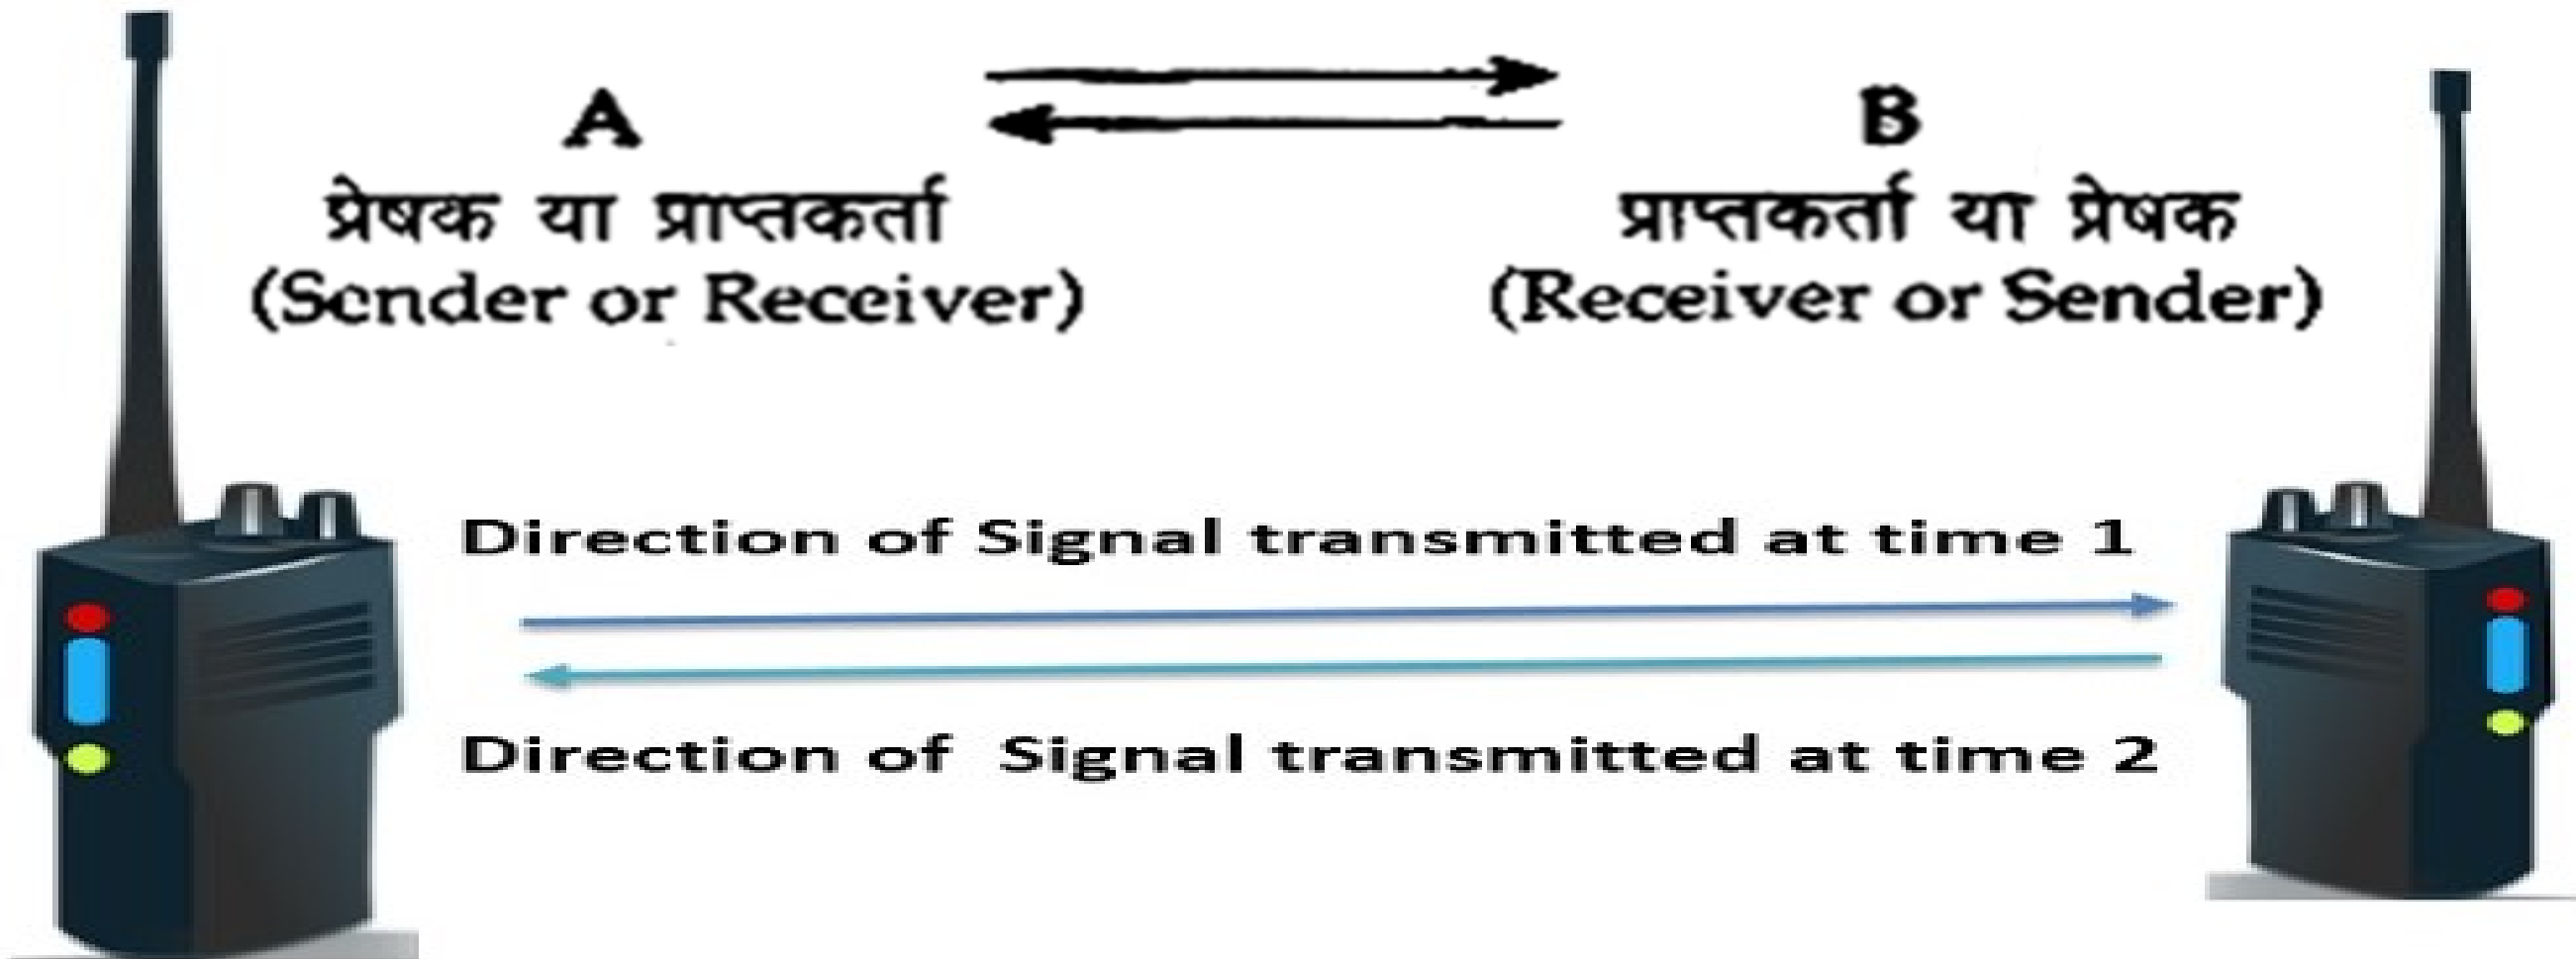 A
प्रेषक या प्राप्तकर्ता
(Sender or Receiver)
B
प्राप्तकर्ता या प्रेषक
(Receiver or Sender)
Direction of Signal transmitted at time 1
Direction of Signal transmitted at time 2